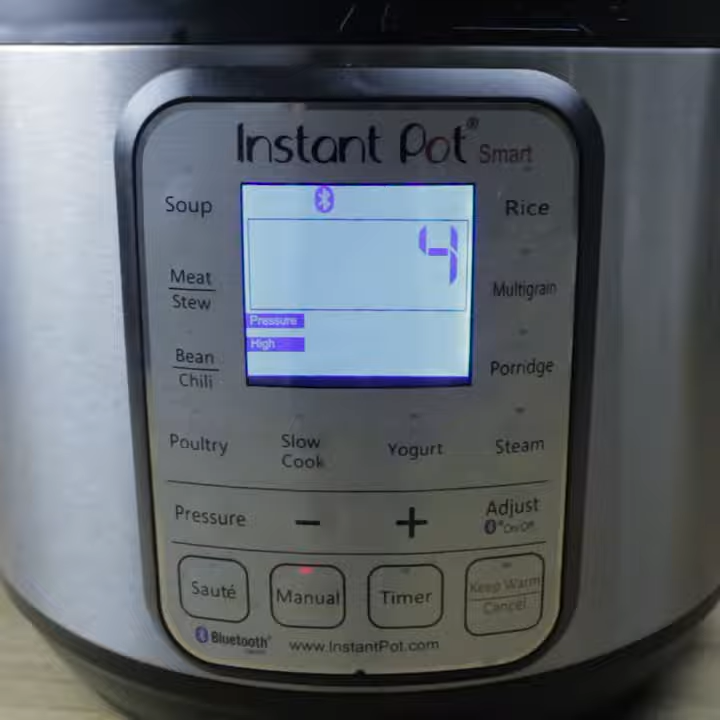 Instant Pot® Smart
Soup
Rice
4
Meat
Stew
Multigrain
Pressure
High
Bean
Chili
Porridge
Poultry
Slow
Cook
Yogurt
Steam
Pressure
−
+
Adjust
On/Off
Sauté
Manual
Timer
Keep Warm
Cancel
Bluetooth®
www.InstantPot.com